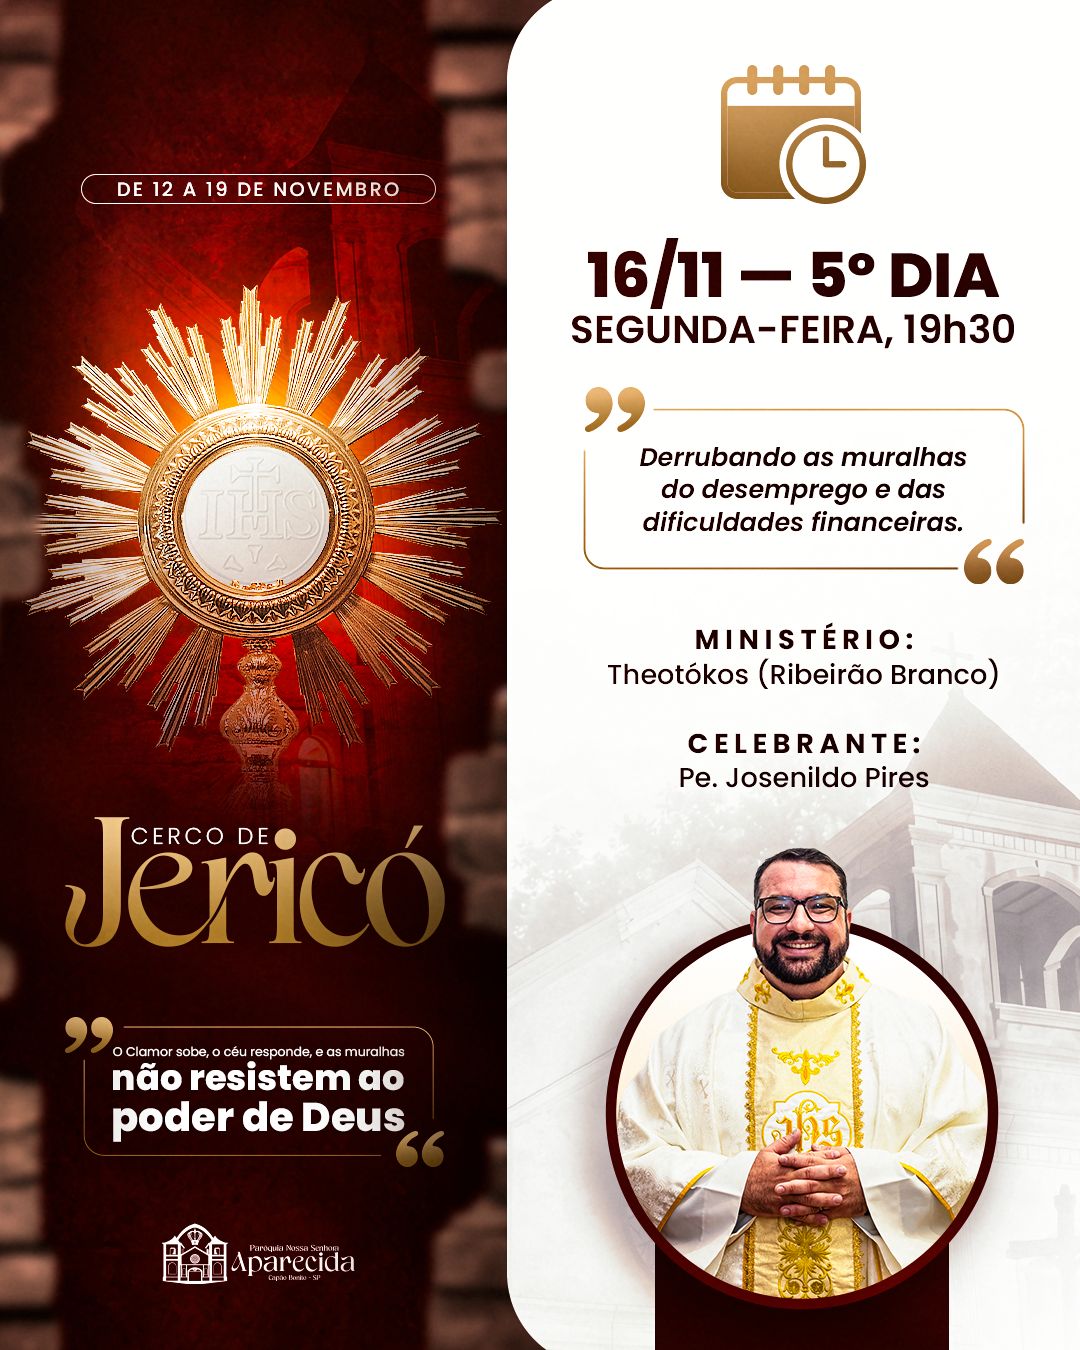 DE 12 A 19 DE NOVEMBRO
IHS
CERCO DE
Jericó
O Clamor sobe, o céu responde, e as muralhas
não resistem ao
poder de Deus
Paróquia Nossa Senhora
Aparecida
Capão Bonito - SP
16/11 — 5º DIA
SEGUNDA-FEIRA, 19h30
Derrubando as muralhas
do desemprego e das
dificuldades financeiras.
MINISTÉRIO:
Theotókos (Ribeirão Branco)
CELEBRANTE:
Pe. Josenildo Pires
jhs